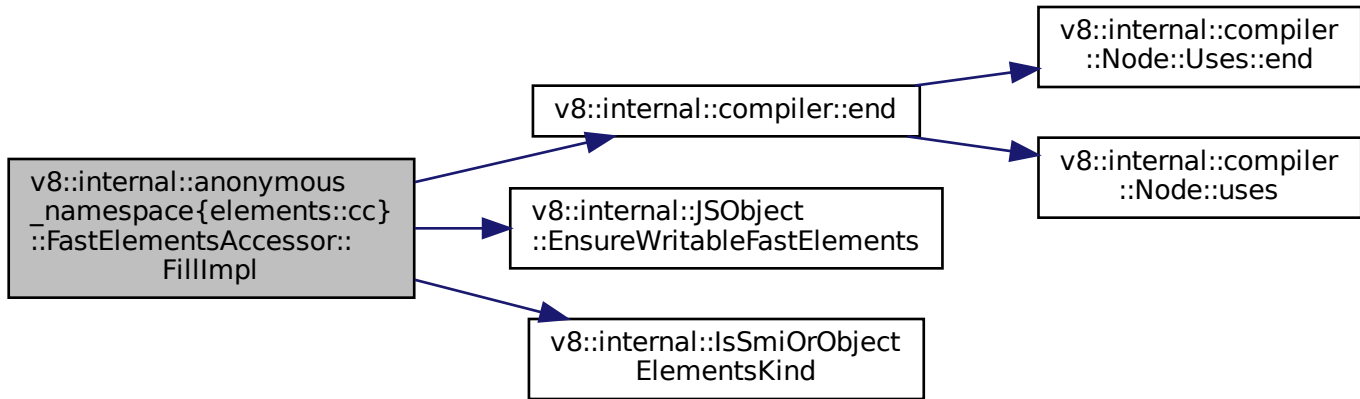 v8::internal::anonymous
_namespace{elements::cc}
::FastElementsAccessor::
FillImpl
v8::internal::compiler::end
v8::internal::compiler
::Node::Uses::end
v8::internal::compiler
::Node::uses
v8::internal::JSObject
::EnsureWritableFastElements
v8::internal::IsSmiOrObject
ElementsKind